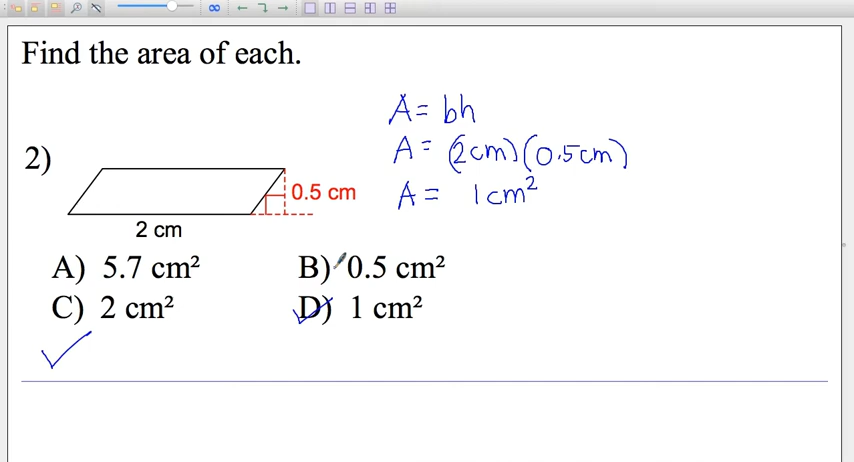 Find the area of each.
A = bh
2)
A = (2cm)(0.5cm)
0.5 cm
A = 1cm²
2 cm
A) 5.7 cm² B) 0.5 cm²
C) 2 cm² D) 1 cm²